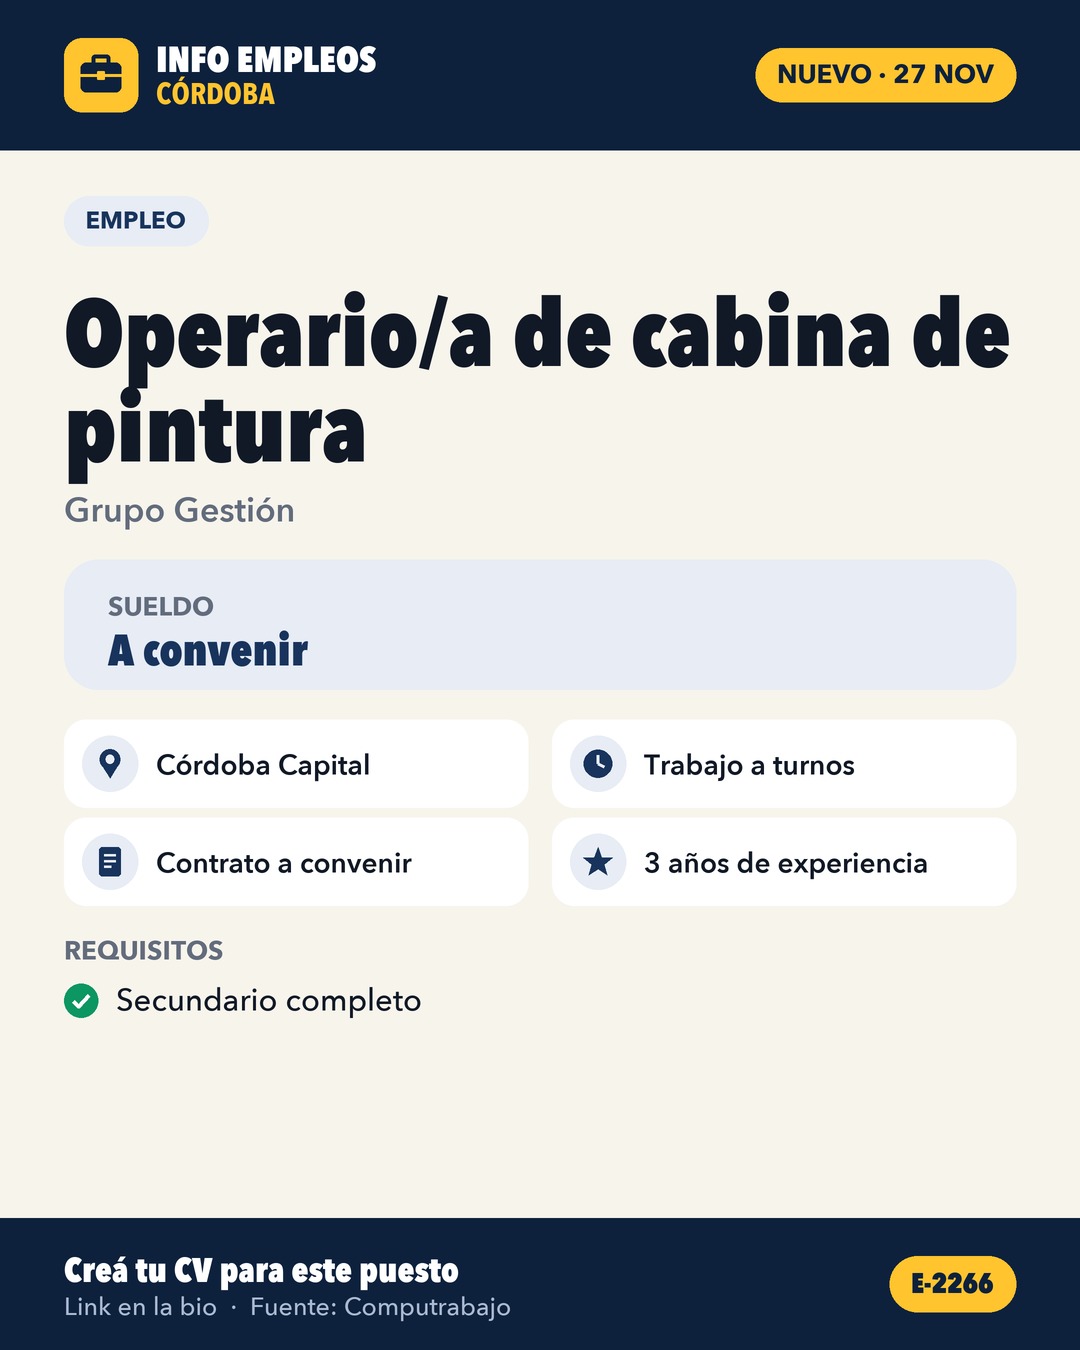 INFO EMPLEOS
CÓRDOBA
NUEVO · 27 NOV
EMPLEO
Operario/a de cabina de
pintura
Grupo Gestión
SUELDO
A convenir
Córdoba Capital
Trabajo a turnos
Contrato a convenir
3 años de experiencia
REQUISITOS
Secundario completo
Creá tu CV para este puesto
Link en la bio · Fuente: Computrabajo
E-2266